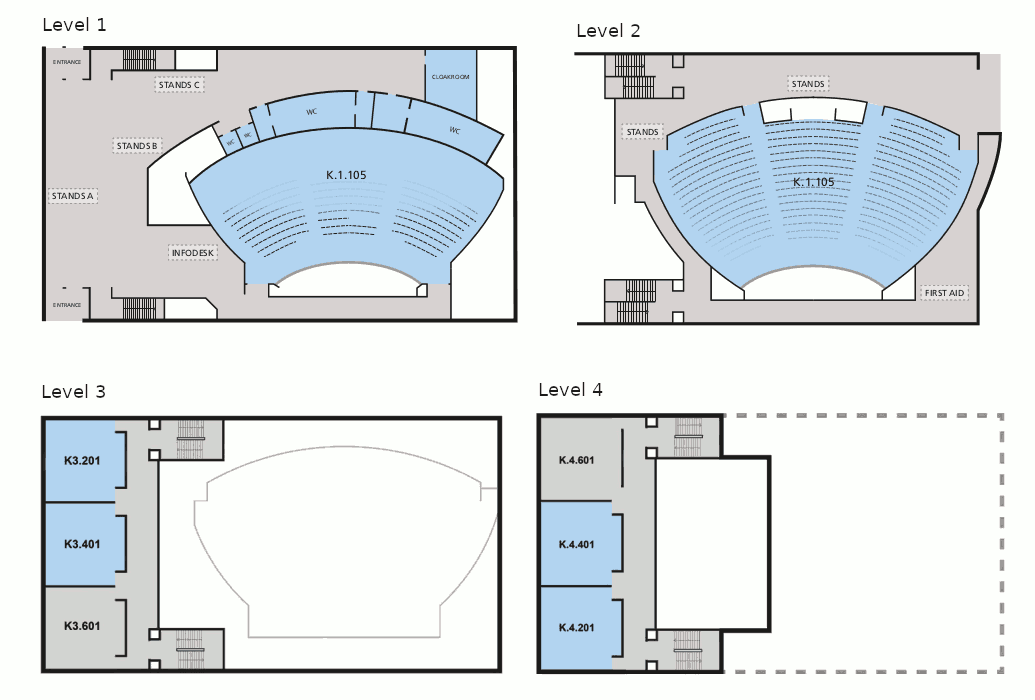 Level 1
ENTRANCE
STANDS C
CLOAKROOM
WC
WC
WC
WC
STANDS B
K.1.105
STANDS A
INFODESK
ENTRANCE
Level 2
STANDS
STANDS
K.1.105
FIRST AID
Level 3
K3.201
K3.401
K3.601
Level 4
K.4.601
K.4.401
K.4.201